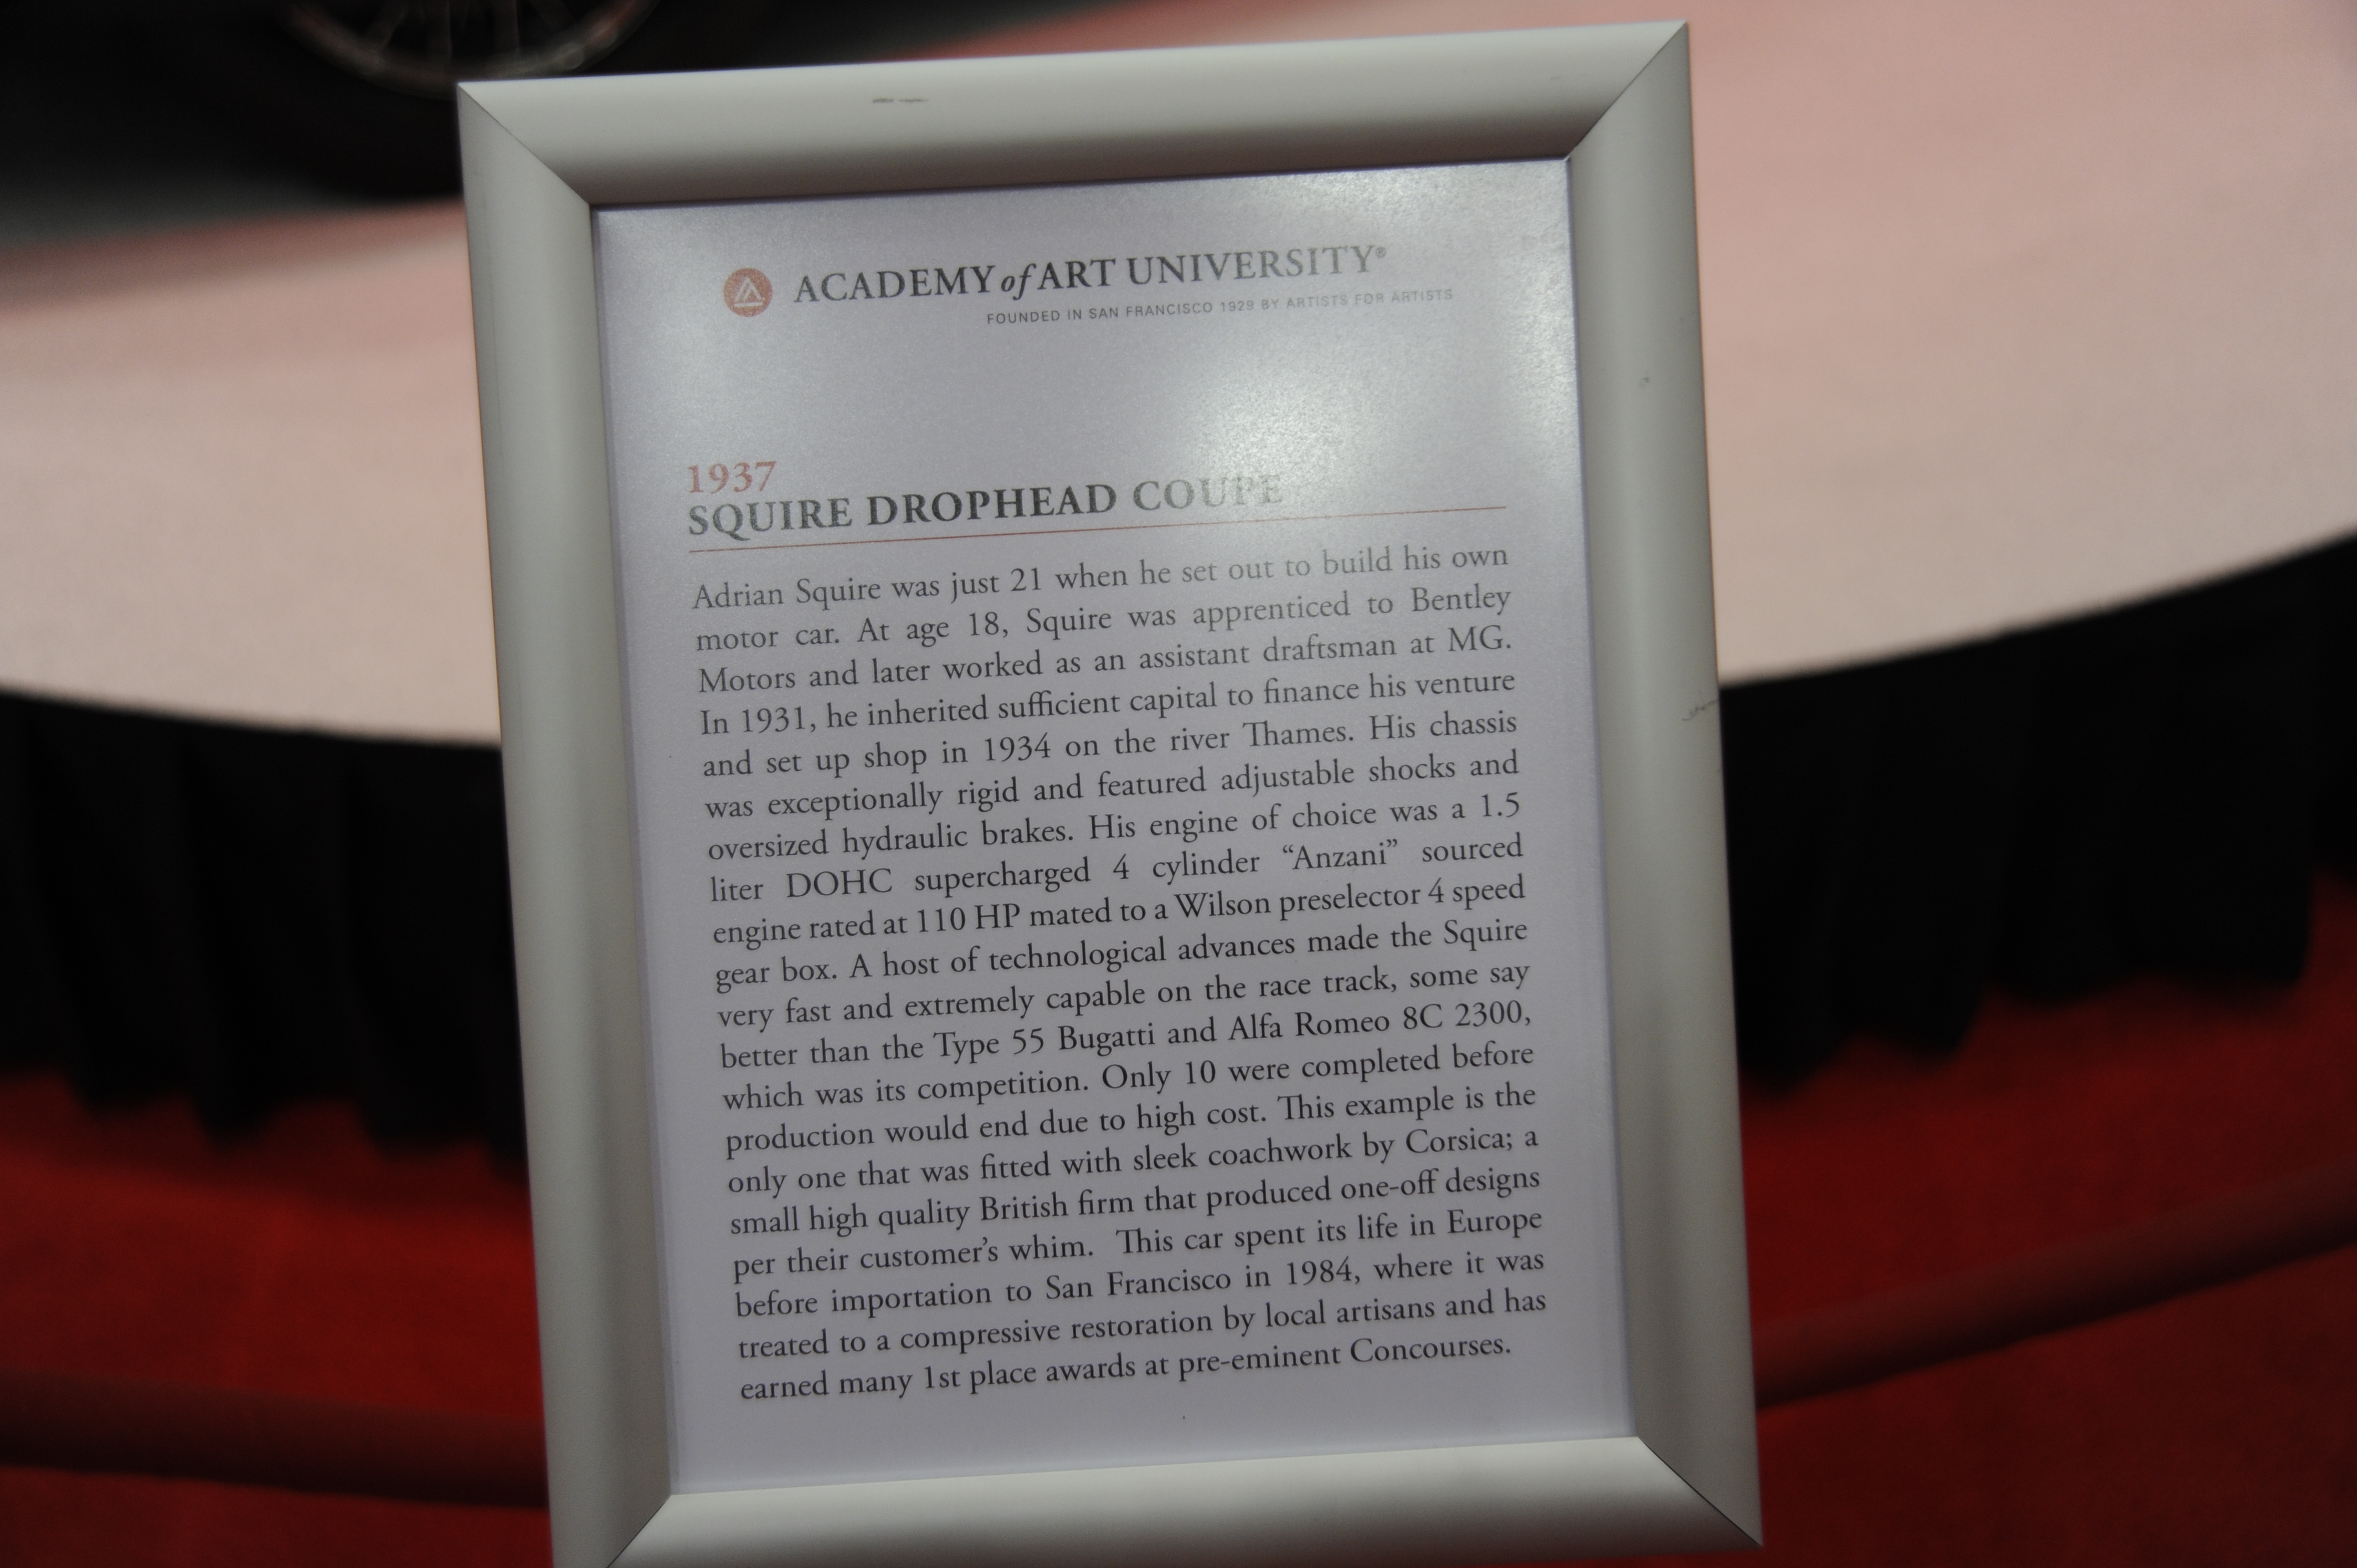 ACADEMY of ART UNIVERSITY®
FOUNDED IN SAN FRANCISCO 1929 BY ARTISTS FOR ARTISTS
1937
SQUIRE DROPHEAD COUPE
Adrian Squire was just 21 when he set out to build his own
motor car. At age 18, Squire was apprenticed to Bentley
Motors and later worked as an assistant draftsman at MG.
In 1931, he inherited sufficient capital to finance his venture
and set up shop in 1934 on the river Thames. His chassis
was exceptionally rigid and featured adjustable shocks and
oversized hydraulic brakes. His engine of choice was a 1.5
liter DOHC supercharged 4 cylinder “Anzani” sourced
engine rated at 110 HP mated to a Wilson preselector 4 speed
gear box. A host of technological advances made the Squire
very fast and extremely capable on the race track, some say
better than the Type 55 Bugatti and Alfa Romeo 8C 2300,
which was its competition. Only 10 were completed before
production would end due to high cost. This example is the
only one that was fitted with sleek coachwork by Corsica; a
small high quality British firm that produced one-off designs
per their customer’s whim. This car spent its life in Europe
before importation to San Francisco in 1984, where it was
treated to a compressive restoration by local artisans and has
earned many 1st place awards at pre-eminent Concourses.